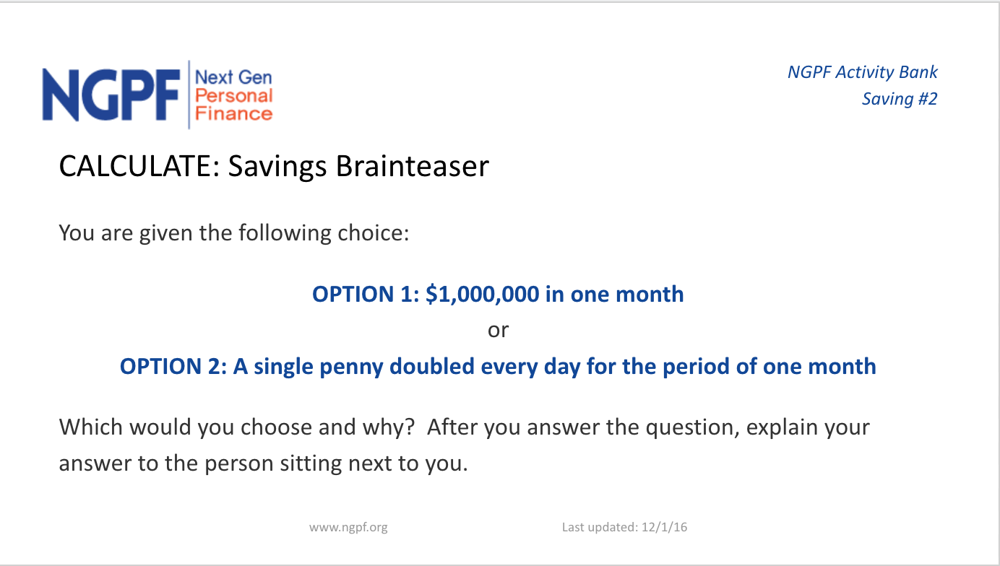 NGPF Next Gen
Personal
Finance
NGPF Activity Bank
Saving #2
CALCULATE: Savings Brainteaser
You are given the following choice:
OPTION 1: $1,000,000 in one month
or
OPTION 2: A single penny doubled every day for the period of one month
Which would you choose and why?  After you answer the question, explain your
answer to the person sitting next to you.
www.ngpf.org
Last updated: 12/1/16